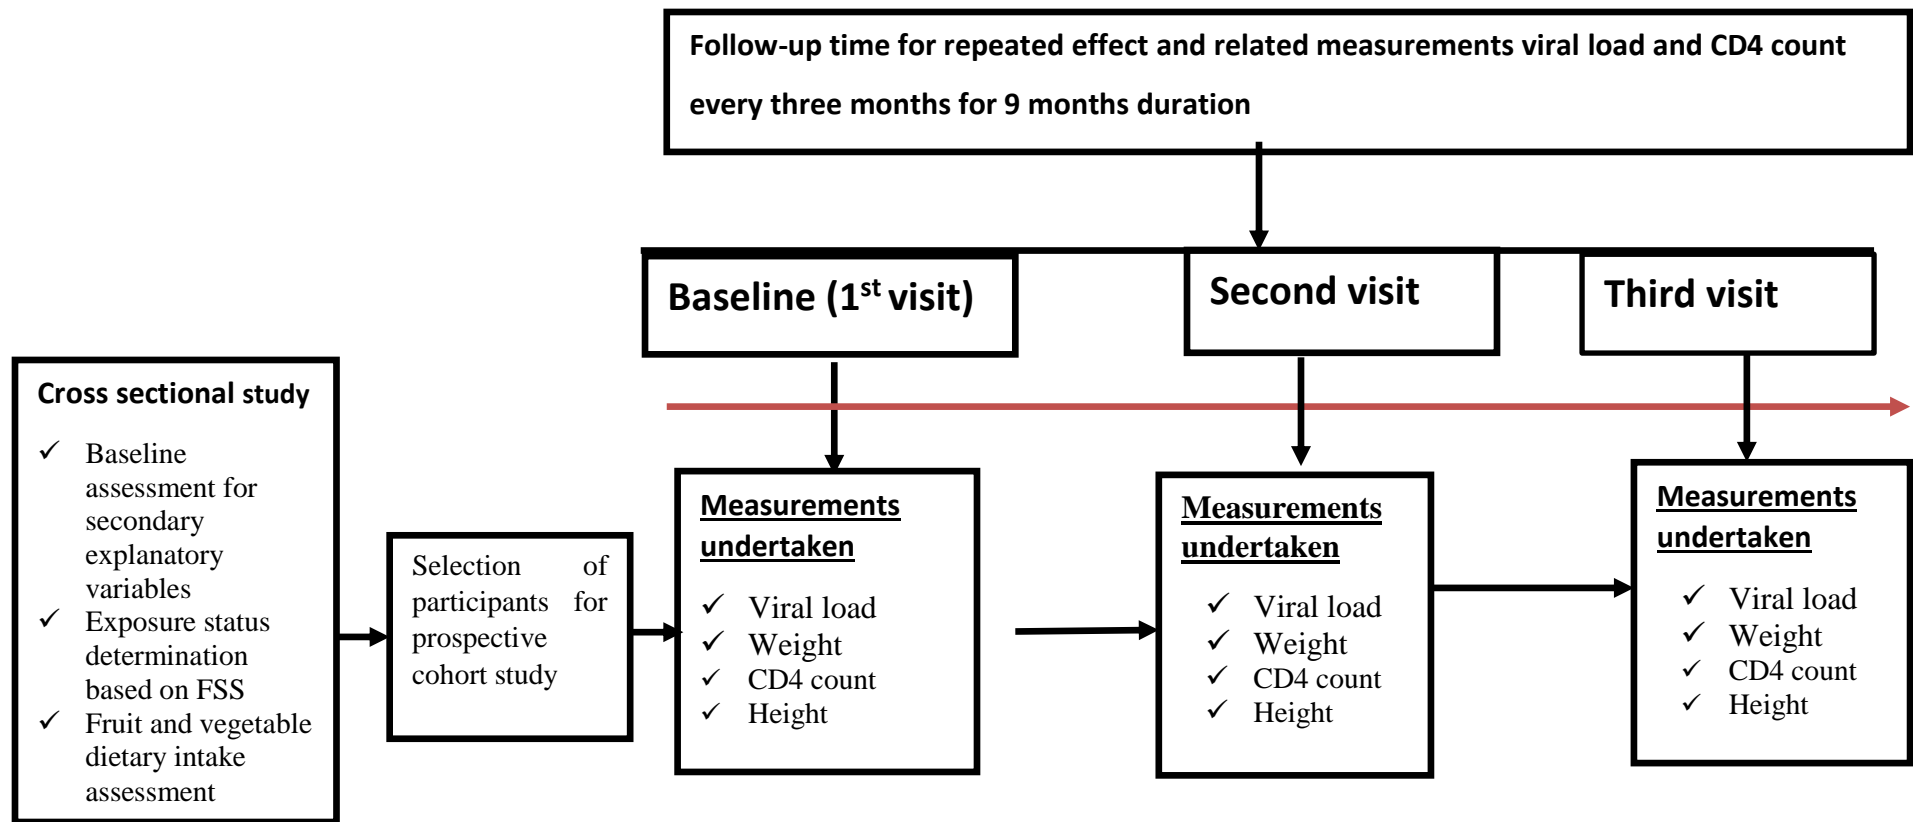 Follow-up time for repeated effect and related measurements viral load and CD4 count
every three months for 9 months duration
Baseline (1st visit)
Second visit
Third visit
Cross sectional study
✓ Baseline
assessment for
secondary
explanatory
variables
✓ Exposure status
determination
based on FSS
✓ Fruit and vegetable
dietary intake
assessment
Selection of
participants for
prospective
cohort study
Measurements
undertaken
✓ Viral load
✓ Weight
✓ CD4 count
✓ Height
Measurements
undertaken
✓ Viral load
✓ Weight
✓ CD4 count
✓ Height
Measurements
undertaken
✓ Viral load
✓ Weight
✓ CD4 count
✓ Height